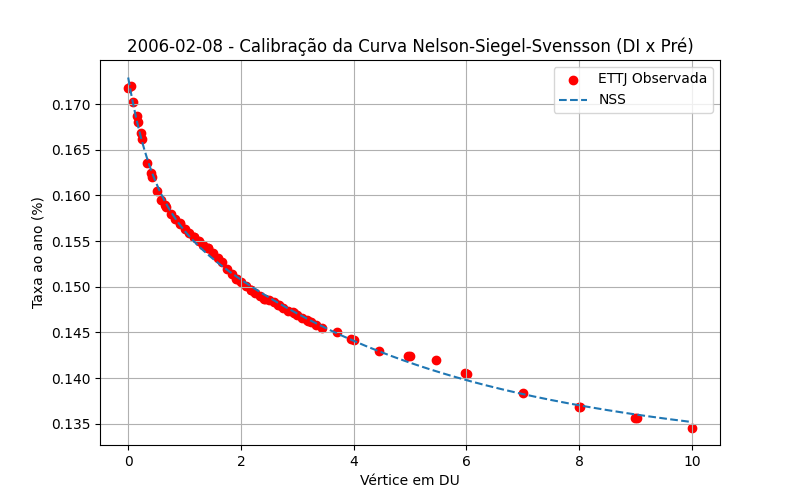 2006-02-08 - Calibração da Curva Nelson-Siegel-Svensson (DI x Pré)
ETTJ Observada
NSS
Taxa ao ano (%)
0.170
0.165
0.160
0.155
0.150
0.145
0.140
0.135
0 2 4 6 8 10
Vértice em DU